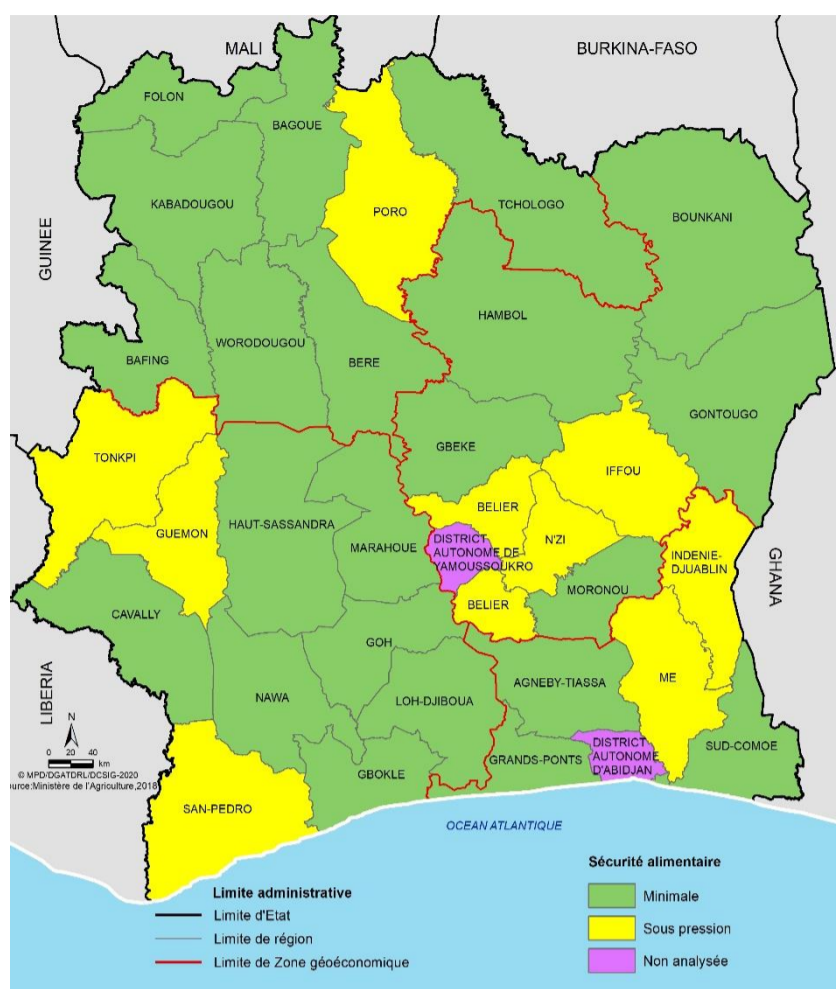 MALI
BURKINA-FASO
FOLON
BAGOUE
KABADOUGOU
PORO
TCHOLOGO
BOUNKANI
GUINEE
HAMBOL
WORODOUGOU
BERE
BAFING
GONTOUGO
GBEKE
TONKPI
IFFOU
BELIER
HAUT-SASSANDRA
GUEMON
N'ZI
MARAHOUE
DISTRICT
AUTONOME DE
YAMOUSSOUKRO
INDENIE-
DJUABLIN
GHANA
MORONOU
BELIER
CAVALLY
GOH
ME
AGNEBY-TIASSA
LIBERIA
NAWA
LOH-DJIBOUA
SUD-COMOE
DISTRICT
AUTONOME
D'ABIDJAN
GRANDS-PONTS
GBOKLE
SAN-PEDRO
N
0 20 40
km
© MPD/DGATDRL/DCSIG-2020
ource:Ministère de l'Agriculture,2018
OCEAN ATLANTIQUE
Limite administrative
Limite d'Etat
Limite de région
Limite de Zone géoéconomique
Sécurité alimentaire
Minimale
Sous pression
Non analysée